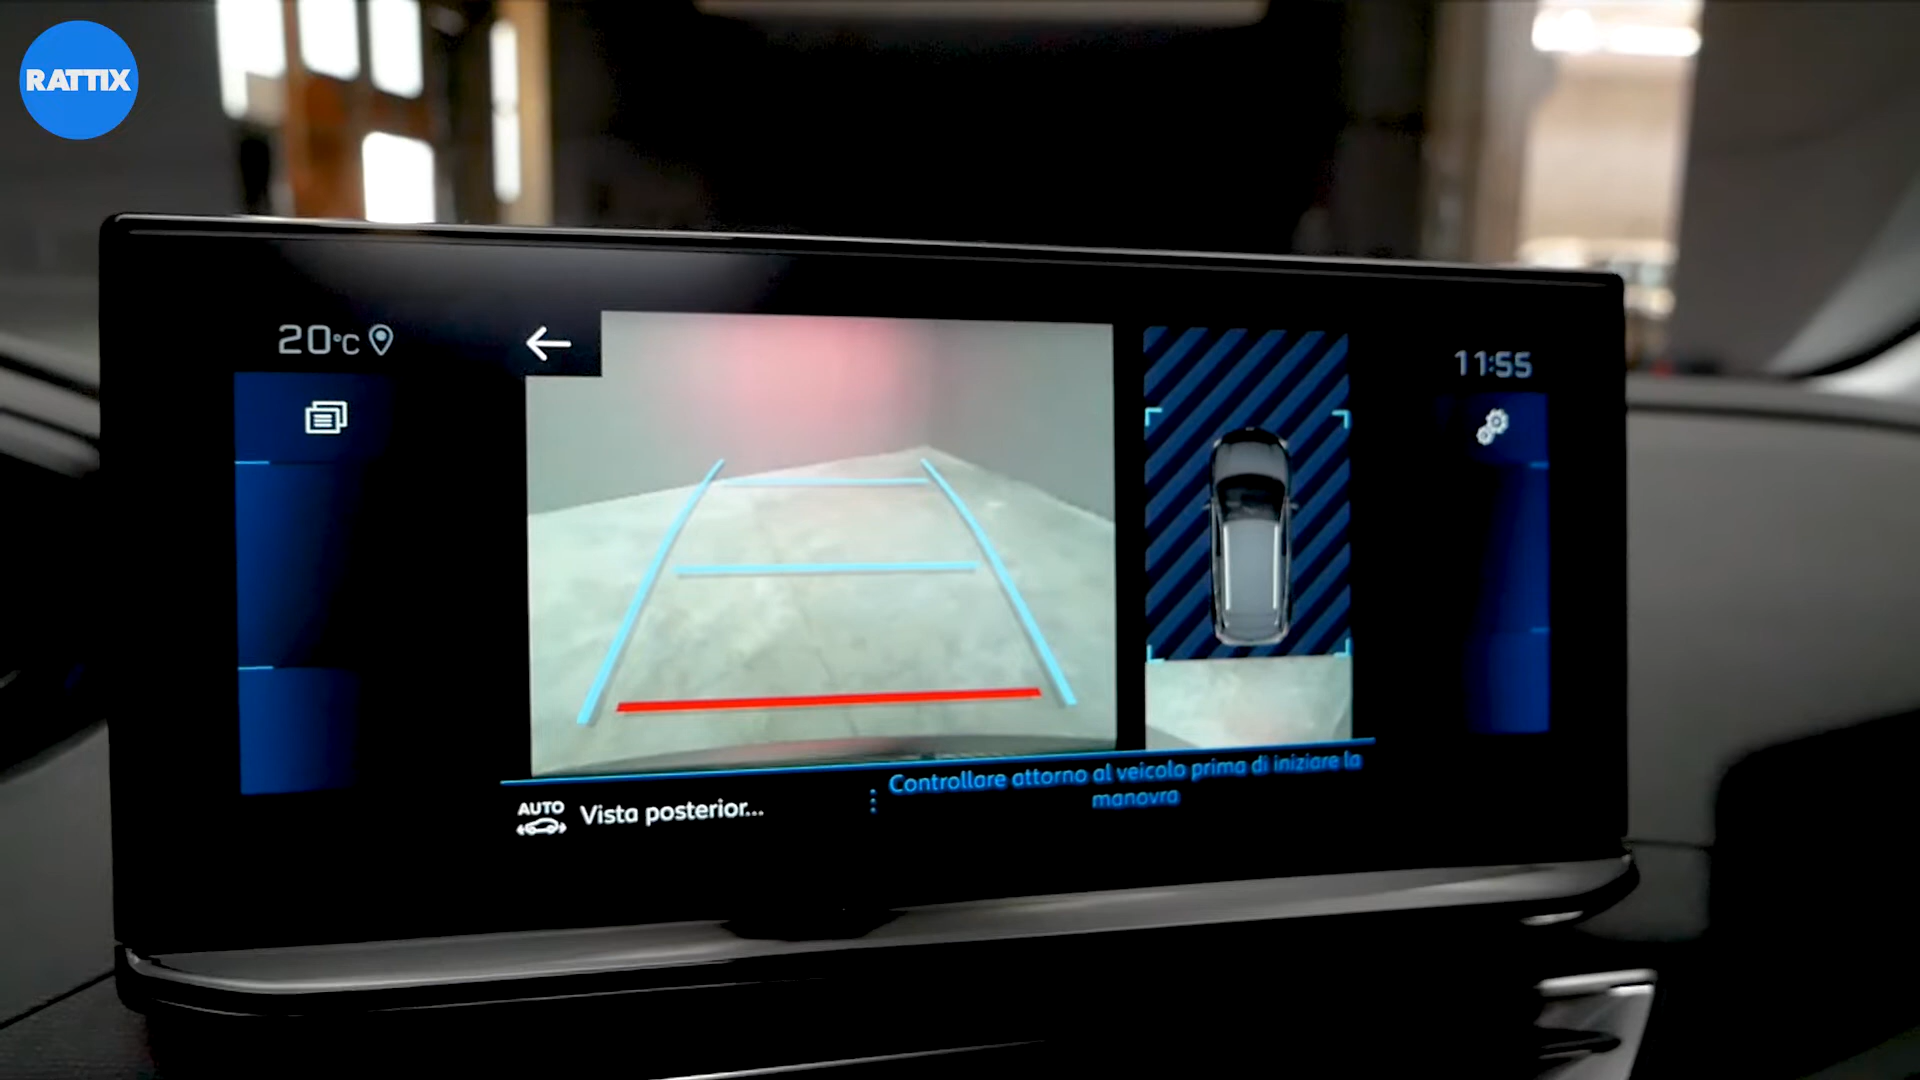 RATTIX
20°C
11:55
AUTO
Vista posterior...
Controllare attorno al veicolo prima di iniziare la
manovra